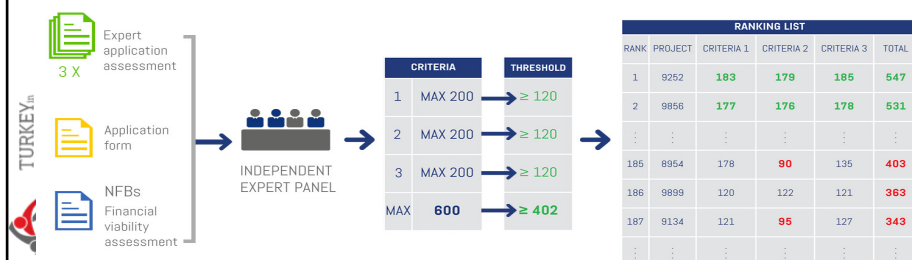 Expert
application
assessment
3 X
TURKEY in
Application
form
NFBs
Financial
viability
assessment
INDEPENDENT
EXPERT PANEL
CRITERIA THRESHOLD
1 MAX 200 ≥ 120
2 MAX 200 ≥ 120
3 MAX 200 ≥ 120
MAX 600 ≥ 402
RANKING LIST
RANK PROJECT CRITERIA 1 CRITERIA 2 CRITERIA 3 TOTAL
1 9252 183 179 185 547
2 9856 177 176 178 531
⋮ ⋮ ⋮ ⋮ ⋮ ⋮
185 8954 178 90 135 403
186 9899 120 122 121 363
187 9134 121 95 127 343
⋮ ⋮ ⋮ ⋮ ⋮ ⋮